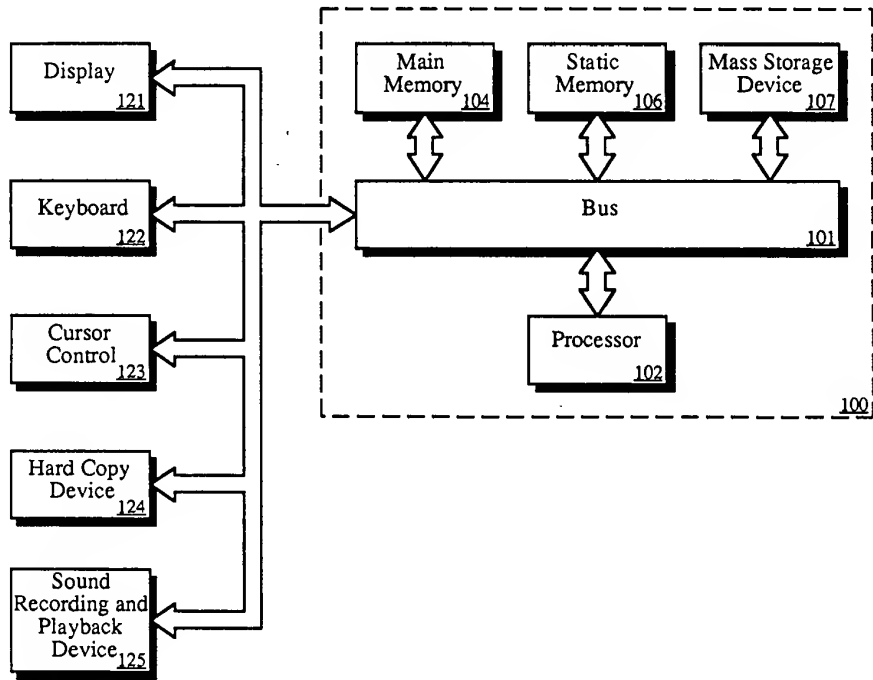 Display
121
Keyboard
122
Cursor
Control
123
Hard Copy
Device
124
Sound
Recording and
Playback
Device
125
Main
Memory
104
Static
Memory
106
Mass Storage
Device
107
Bus
101
Processor
102
100